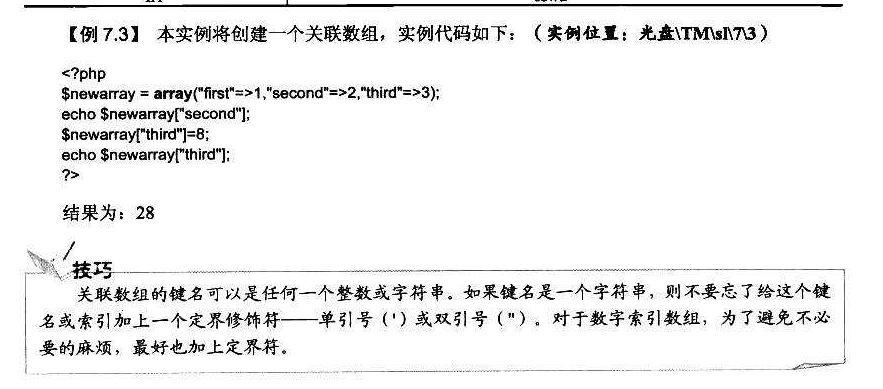 【例 7.3】 本实例将创建一个关联数组，实例代码如下：（实例位置：光盘\TM\sl\7\3）
<?php
$newarray = array("first"=>1,"second"=>2,"third"=>3);
echo $newarray["second"];
$newarray["third"]=8;
echo $newarray["third"];
?>
结果为：28
技巧
关联数组的键名可以是任何一个整数或字符串。如果键名是一个字符串，则不要忘了给这个键
名或索引加上一个定界修饰符——单引号（'）或双引号（"）。对于数字索引数组，为了避免不必
要的麻烦，最好也加上定界符。